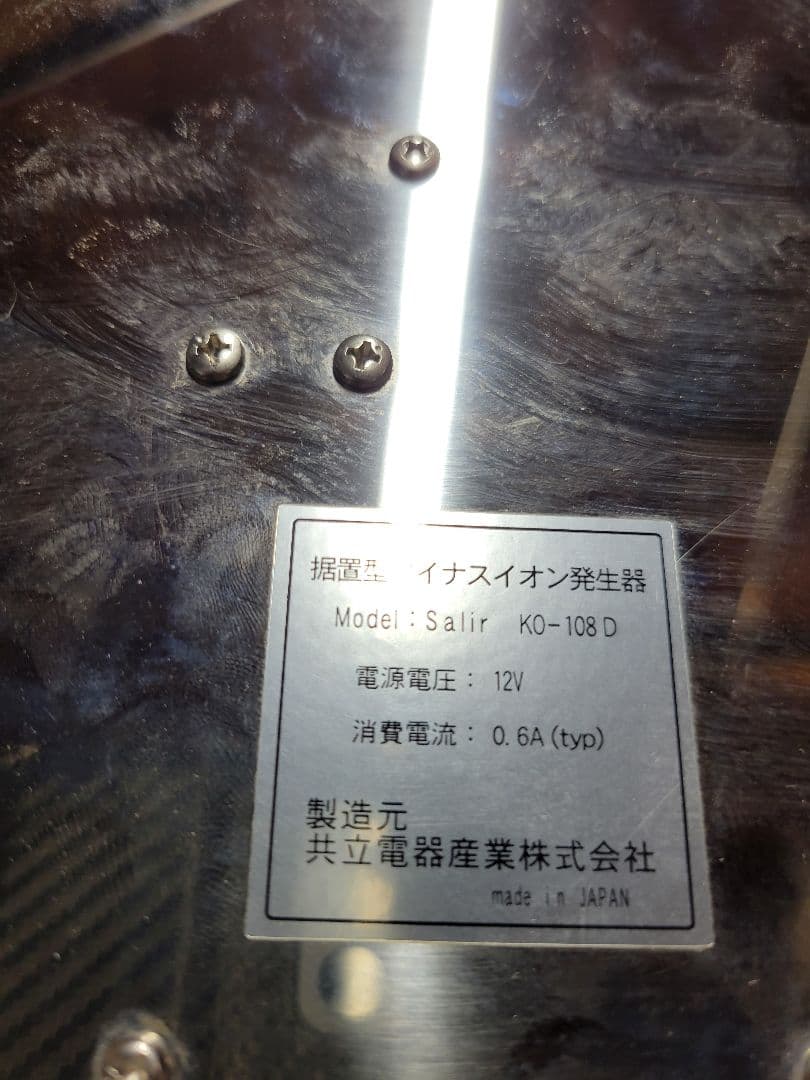 据置型マイナスイオン発生器
Model：Salir KO-108D
電源電圧： 12V
消費電流： 0.6A(typ)
製造元
共立電器産業株式会社
made in JAPAN